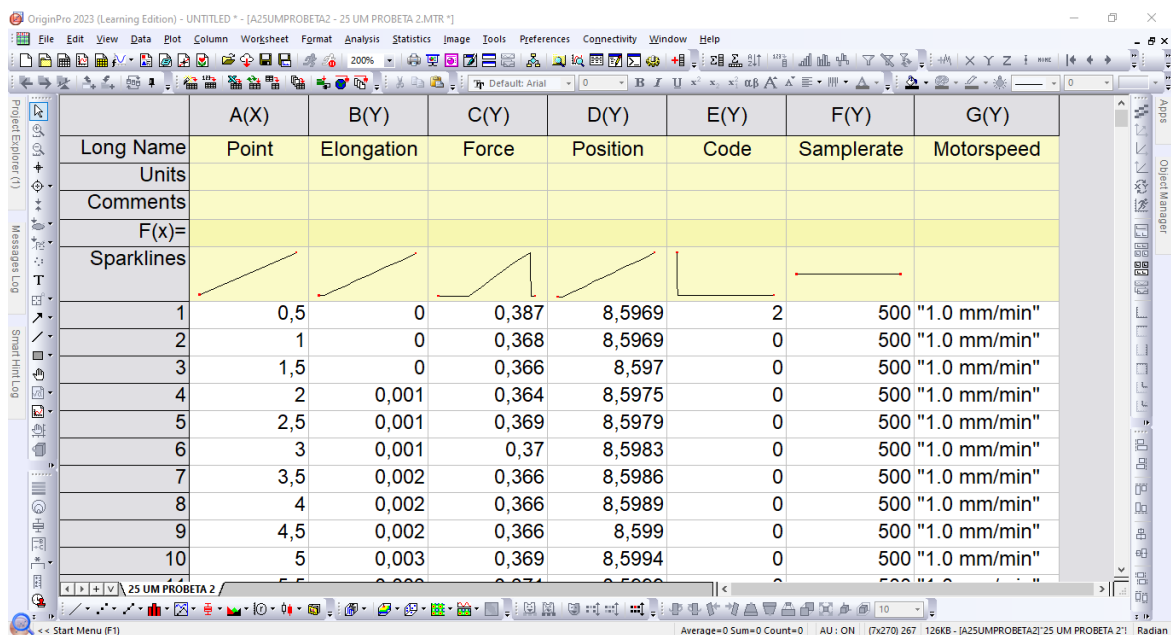 OriginPro 2023 (Learning Edition) - UNTITLED * - [A25UMPROBETA2 - 25 UM PROBETA 2.MTR *]
File Edit View Data Plot Column Worksheet Format Analysis Statistics Image Tools Preferences Connectivity Window Help
200% X Y Z
Default: Arial 0 B I U αβ A A 0
A(X) B(Y) C(Y) D(Y) E(Y) F(Y) G(Y)
Long Name Point Elongation Force Position Code Samplerate Motorspeed
Units
Comments
F(x)=
Sparklines
1 0,5 0 0,387 8,5969 2 500 "1.0 mm/min"
2 1 0 0,368 8,5969 0 500 "1.0 mm/min"
3 1,5 0 0,366 8,597 0 500 "1.0 mm/min"
4 2 0,001 0,364 8,5975 0 500 "1.0 mm/min"
5 2,5 0,001 0,369 8,5979 0 500 "1.0 mm/min"
6 3 0,001 0,37 8,5983 0 500 "1.0 mm/min"
7 3,5 0,002 0,366 8,5986 0 500 "1.0 mm/min"
8 4 0,002 0,366 8,5989 0 500 "1.0 mm/min"
9 4,5 0,002 0,366 8,599 0 500 "1.0 mm/min"
10 5 0,003 0,369 8,5994 0 500 "1.0 mm/min"
25 UM PROBETA 2
10
<< Start Menu (F1) Average=0 Sum=0 Count=0 AU : ON (7x270) 267 126KB - [A25UMPROBETA2]"25 UM PROBETA 2"! Radian
Project Explorer (1)
Messages Log
Smart Hint Log
Apps
Object Manager